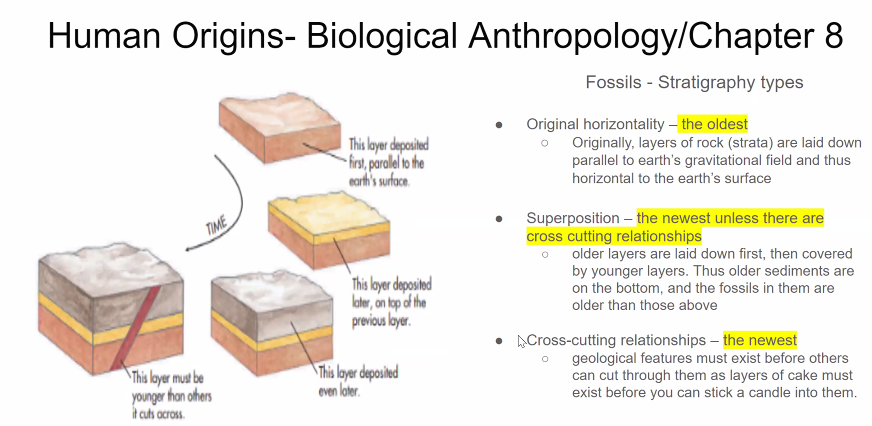 Human Origins- Biological Anthropology/Chapter 8
Fossils - Stratigraphy types
This layer deposited
first, parallel to the
earth's surface.
TIME
This layer deposited
later, on top of the
previous layer.
This layer deposited
even later.
This layer must be
younger than others
it cuts across.
● Original horizontality – the oldest
○ Originally, layers of rock (strata) are laid down
parallel to earth's gravitational field and thus
horizontal to the earth's surface
● Superposition – the newest unless there are
cross cutting relationships
○ older layers are laid down first, then covered
by younger layers. Thus older sediments are
on the bottom, and the fossils in them are
older than those above
● Cross-cutting relationships – the newest
○ geological features must exist before others
can cut through them as layers of cake must
exist before you can stick a candle into them.